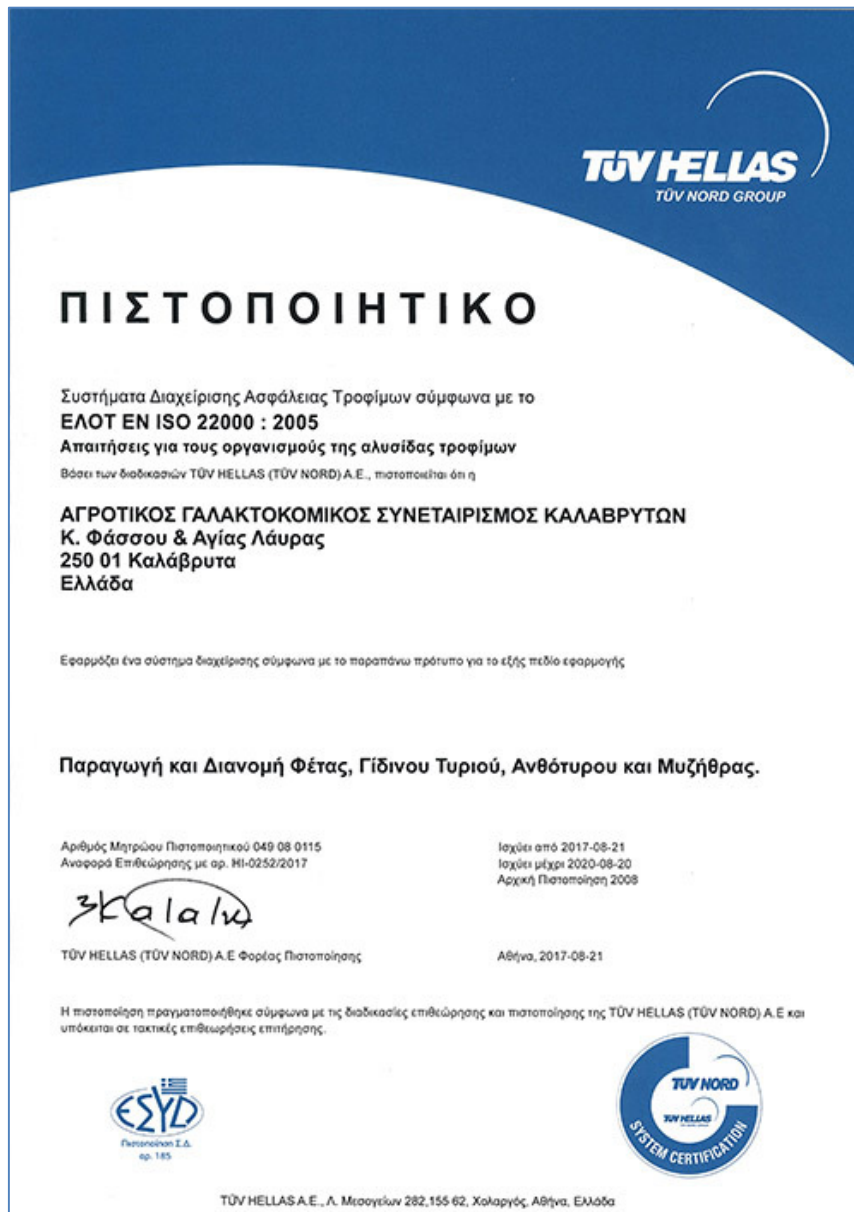 TÜV HELLAS
TÜV NORD GROUP
ΠΙΣΤΟΠΟΙΗΤΙΚΟ
Συστήματα Διαχείρισης Ασφάλειας Τροφίμων σύμφωνα με το
ΕΛΟΤ EN ISO 22000 : 2005
Απαιτήσεις για τους οργανισμούς της αλυσίδας τροφίμων
Βάσει των διαδικασιών TÜV HELLAS (TÜV NORD) Α.Ε., πιστοποιείται ότι η
ΑΓΡΟΤΙΚΟΣ ΓΑΛΑΚΤΟΚΟΜΙΚΟΣ ΣΥΝΕΤΑΙΡΙΣΜΟΣ ΚΑΛΑΒΡΥΤΩΝ
Κ. Φάσσου & Αγίας Λάυρας
250 01 Καλάβρυτα
Ελλάδα
Εφαρμόζει ένα σύστημα διαχείρισης σύμφωνα με το παραπάνω πρότυπο για το εξής πεδίο εφαρμογής
Παραγωγή και Διανομή Φέτας, Γίδινου Τυριού, Ανθότυρου και Μυζήθρας.
Αριθμός Μητρώου Πιστοποιητικού 049 08 0115
Αναφορά Επιθεώρησης με αρ. HI-0252/2017
Ισχύει από 2017-08-21
Ισχύει μέχρι 2020-08-20
Αρχική Πιστοποίηση 2008
TÜV HELLAS (TÜV NORD) Α.Ε Φορέας Πιστοποίησης
Αθήνα, 2017-08-21
Η πιστοποίηση πραγματοποιήθηκε σύμφωνα με τις διαδικασίες επιθεώρησης και πιστοποίησης της TÜV HELLAS (TÜV NORD) Α.Ε και
υπόκειται σε τακτικές επιθεωρήσεις επιτήρησης.
ΕΣΥD
Πιστοποίηση Σ.Δ.
αρ. 185
TÜV NORD
TÜV HELLAS
SYSTEM CERTIFICATION
TÜV HELLAS Α.Ε., Λ. Μεσογείων 282,155 62, Χολαργός, Αθήνα, Ελλάδα